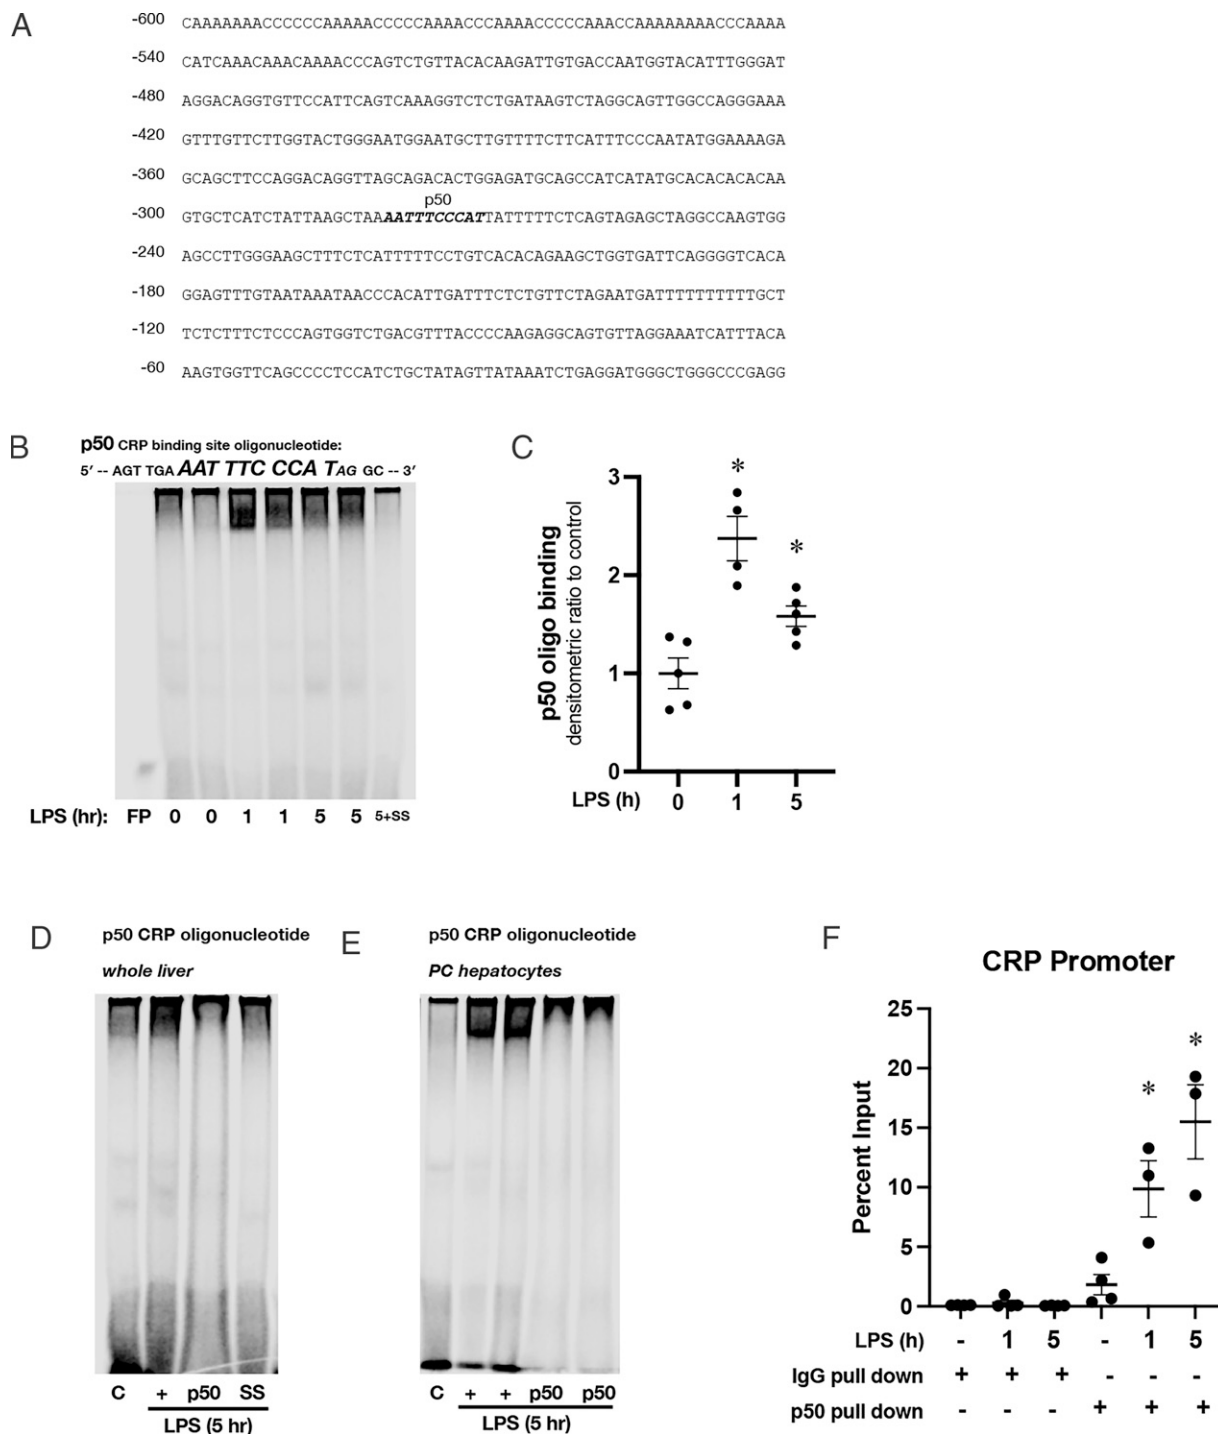 A
-600 CAAAAAAACCCCCCAAAAACCCCCAAAACCCAAAACCCCCAAACCAAAAAAAACCCAAAA
-540 CATCAAACAAACAAAACCCAGTCTGTTACACAAGATTGTGACCAATGGTACATTTGGGAT
-480 AGGACAGGTGTTCCATTCAGTCAAAGGTCTCTGATAAGTCTAGGCAGTTGGCCAGGGAAA
-420 GTTTGTTCTTGGTACTGGGAATGGAATGCTTGTTTTCTTCATTTCCCAATATGGAAAAGA
-360 GCAGCTTCCAGGACAGGTTAGCAGACACTGGAGATGCAGCCATCATATGCACACACACAA
p50
-300 GTGCTCATCTATTAAGCTAAAATTTCCCATTATTTTTCTCAGTAGAGCTAGGCCAAGTGG
-240 AGCCTTGGGAAGCTTTCTCATTTTTCCTGTCACACAGAAGCTGGTGATTCAGGGGTCACA
-180 GGAGTTTGTAATAAATAACCCACATTGATTTCTCTGTTCTAGAATGATTTTTTTTTTGCT
-120 TCTCTTTCTCCCAGTGGTCTGACGTTTACCCCAAGAGGCAGTGTTAGGAAATCATTTACA
-60 AAGTGGTTCAGCCCCTCCATCTGCTATAGTTATAAATCTGAGGATGGGCTGGGCCCGAGG
B
p50 CRP binding site oligonucleotide:
5′ -- AGT TGA AAT TTC CCA T AG GC -- 3′
LPS (hr): FP 0 0 1 1 5 5 5+SS
C
p50 oligo binding
densitometric ratio to control
3
2
1
0
* *
LPS (h) 0 1 5
D
p50 CRP oligonucleotide
whole liver
C + p50 SS
LPS (5 hr)
E
p50 CRP oligonucleotide
PC hepatocytes
C + + p50 p50
LPS (5 hr)
F
CRP Promoter
Percent Input
25
20
15
10
5
0
* *
LPS (h) - 1 5 - 1 5
IgG pull down + + + - - -
p50 pull down - - - + + +